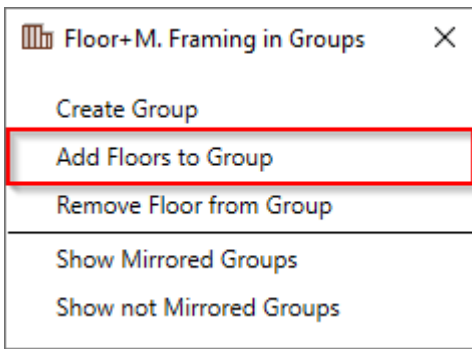 Floor+M. Framing in Groups
Create Group
Add Floors to Group
Remove Floor from Group
Show Mirrored Groups
Show not Mirrored Groups